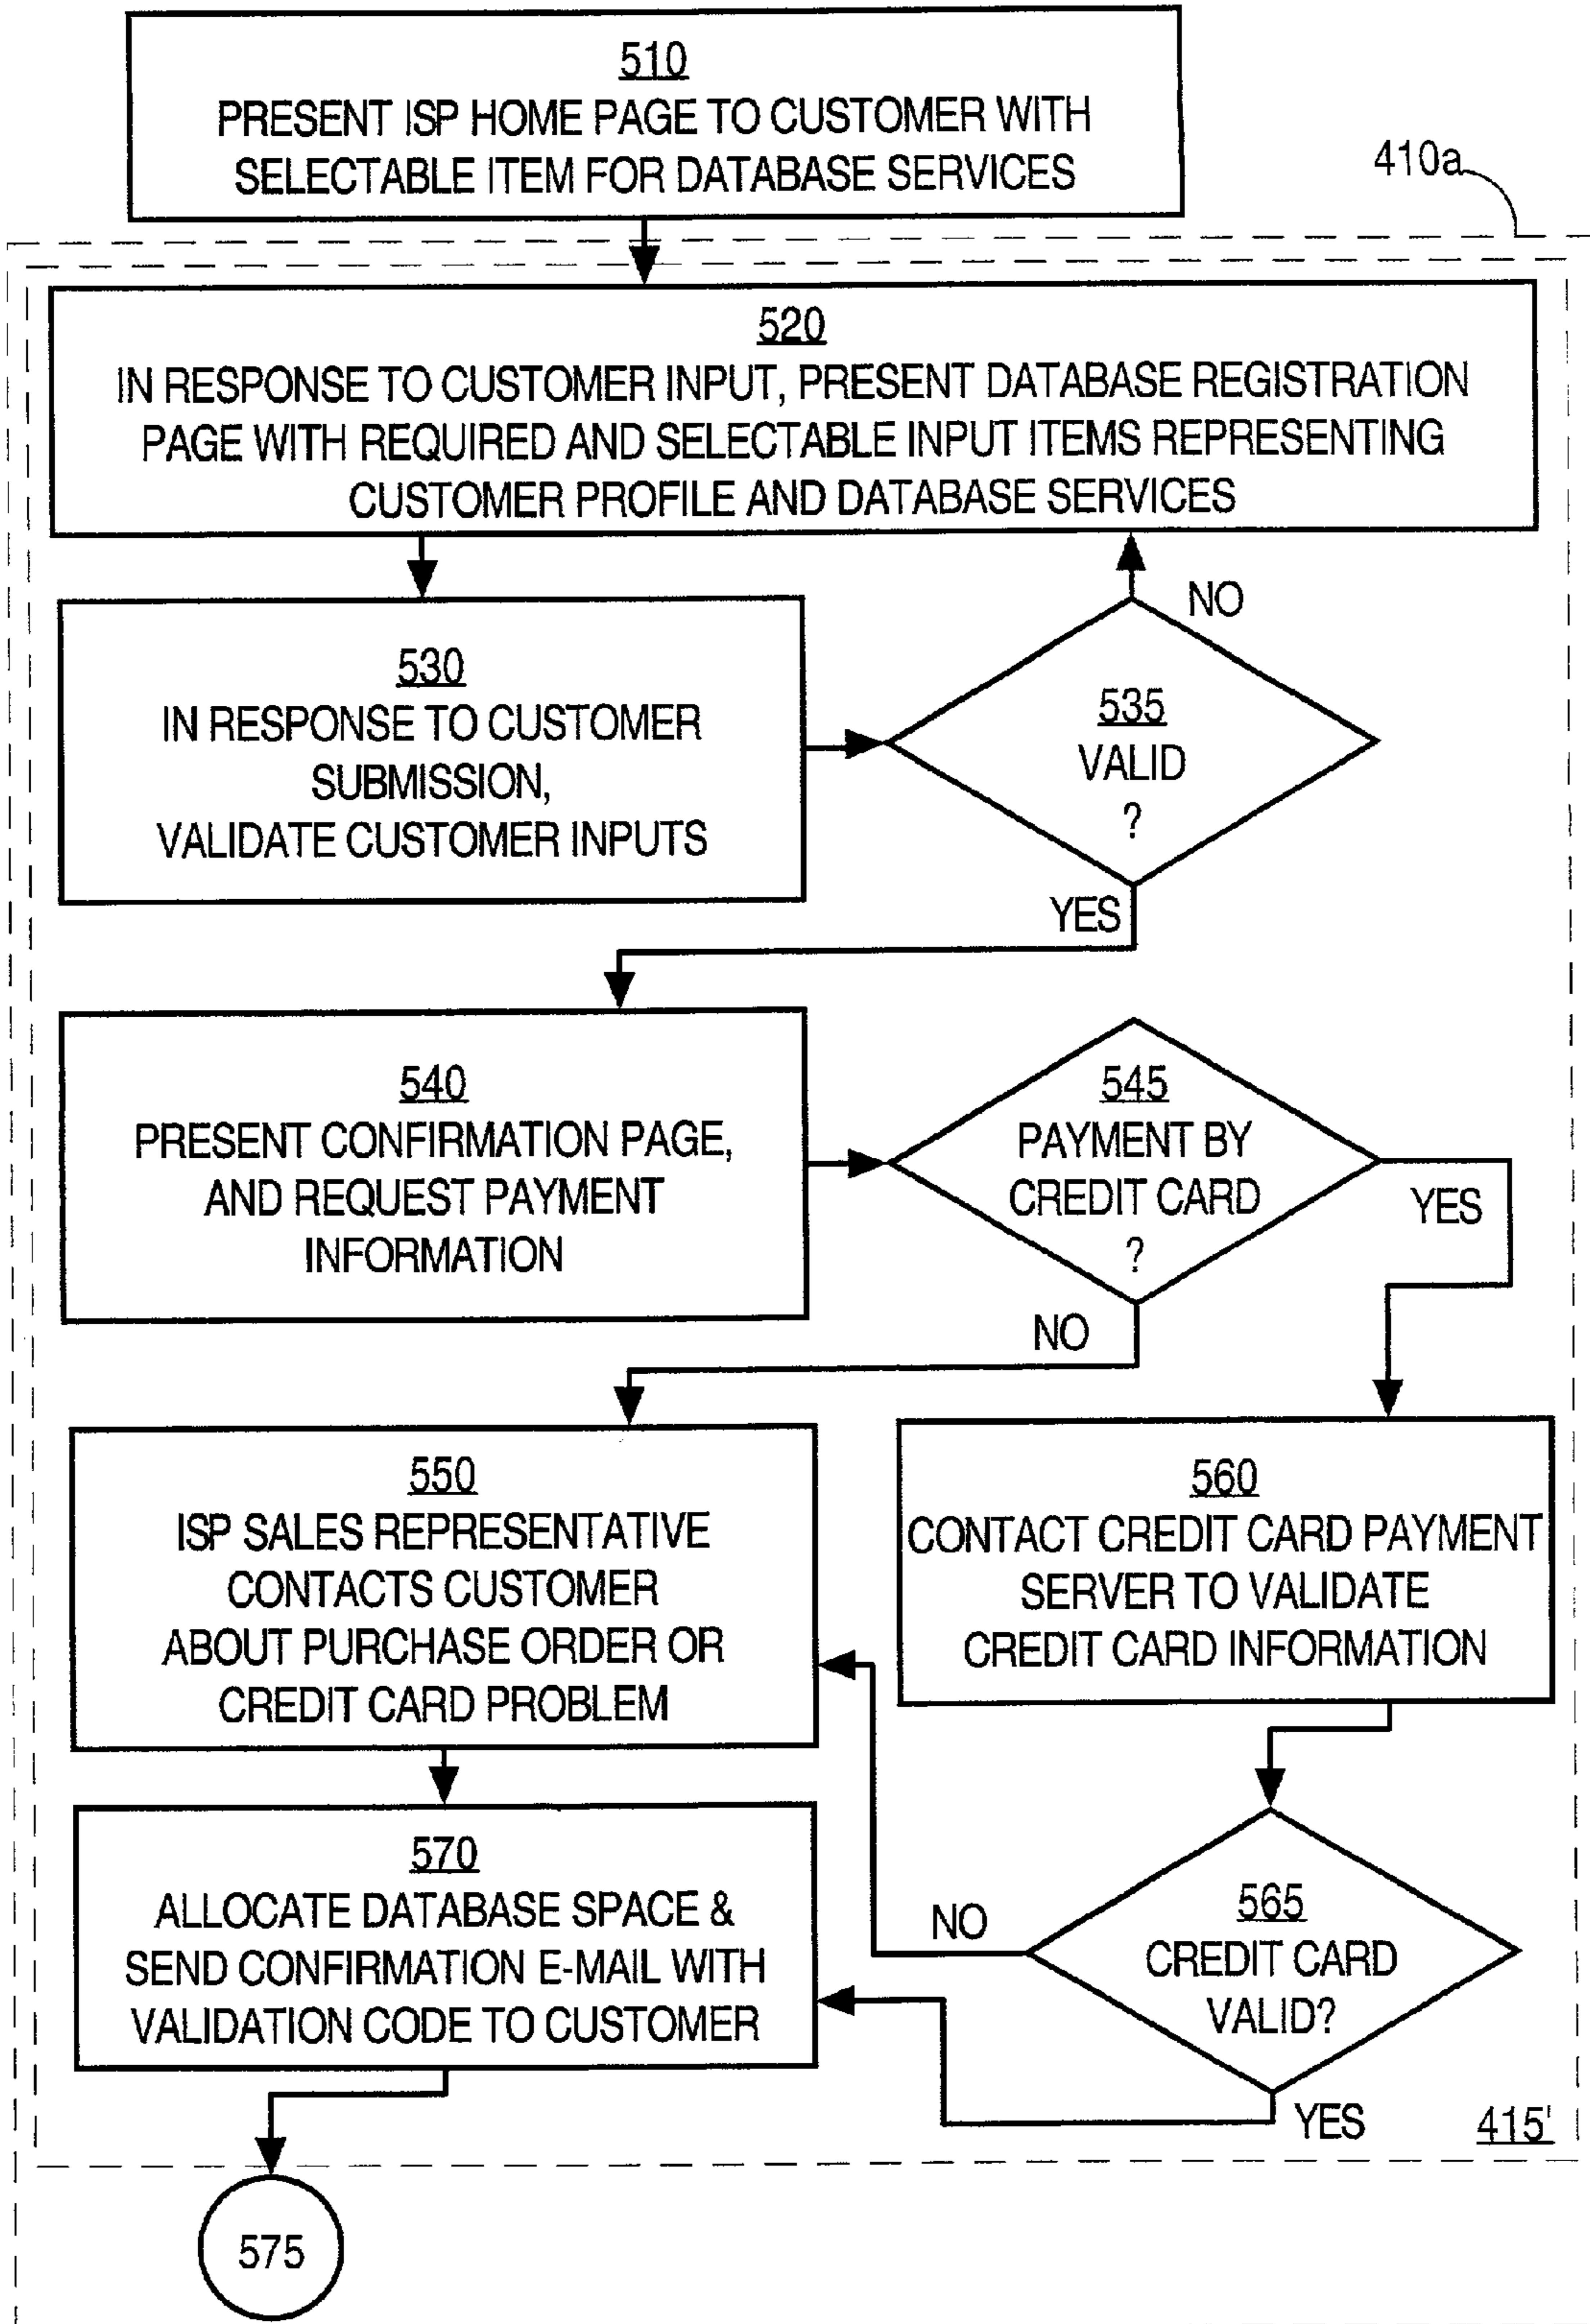 510
PRESENT ISP HOME PAGE TO CUSTOMER WITH
SELECTABLE ITEM FOR DATABASE SERVICES
410a
520
IN RESPONSE TO CUSTOMER INPUT, PRESENT DATABASE REGISTRATION
PAGE WITH REQUIRED AND SELECTABLE INPUT ITEMS REPRESENTING
CUSTOMER PROFILE AND DATABASE SERVICES
530
IN RESPONSE TO CUSTOMER
SUBMISSION,
VALIDATE CUSTOMER INPUTS
NO
535
VALID
?
YES
540
PRESENT CONFIRMATION PAGE,
AND REQUEST PAYMENT
INFORMATION
545
PAYMENT BY
CREDIT CARD
?
YES
NO
550
ISP SALES REPRESENTATIVE
CONTACTS CUSTOMER
ABOUT PURCHASE ORDER OR
CREDIT CARD PROBLEM
560
CONTACT CREDIT CARD PAYMENT
SERVER TO VALIDATE
CREDIT CARD INFORMATION
570
ALLOCATE DATABASE SPACE &
SEND CONFIRMATION E-MAIL WITH
VALIDATION CODE TO CUSTOMER
NO
565
CREDIT CARD
VALID?
YES
415'
575